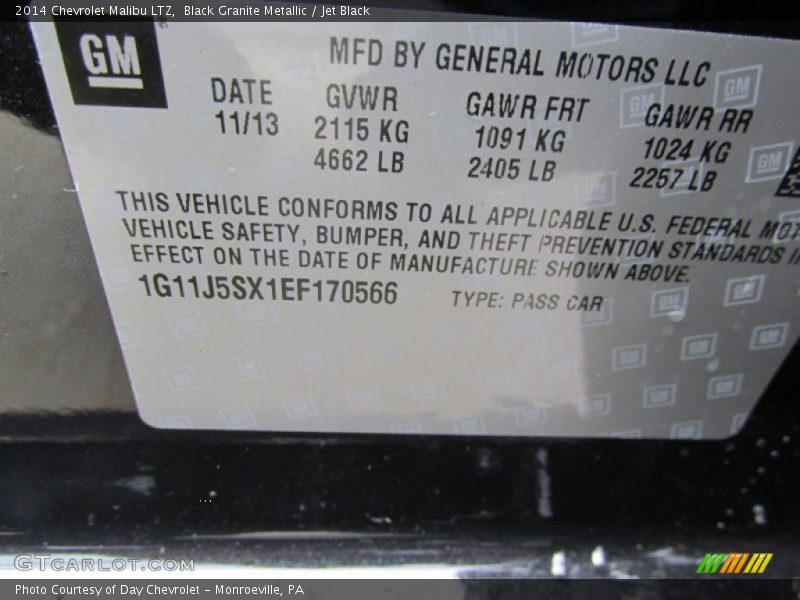 2014 Chevrolet Malibu LTZ, Black Granite Metallic / Jet Black
GM
MFD BY GENERAL MOTORS LLC
DATE GVWR GAWR FRT GAWR RR
11/13 2115 KG 1091 KG 1024 KG
4662 LB 2405 LB 2257 LB
THIS VEHICLE CONFORMS TO ALL APPLICABLE U.S. FEDERAL MOT
VEHICLE SAFETY, BUMPER, AND THEFT PREVENTION STANDARDS I
EFFECT ON THE DATE OF MANUFACTURE SHOWN ABOVE.
1G11J5SX1EF170566 TYPE: PASS CAR
GTcarlot.com
Photo Courtesy of Day Chevrolet - Monroeville, PA